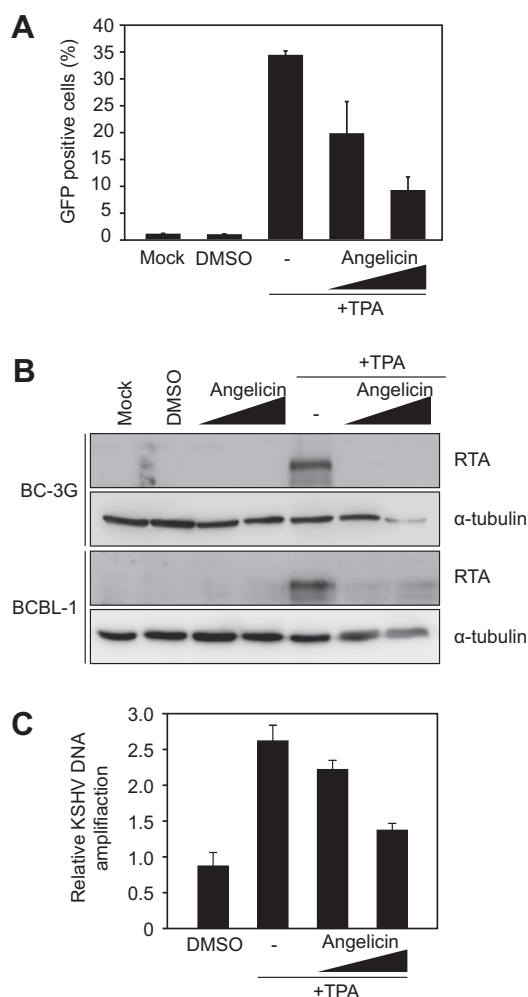 A
GFP positive cells (%)
40
35
30
25
20
15
10
5
0
Mock DMSO - Angelicin
+TPA
B
+TPA
Mock DMSO Angelicin - Angelicin
BC-3G
RTA
α-tubulin
BCBL-1
RTA
α-tubulin
C
Relative KSHV DNA
amplifiaction
3.0
2.5
2.0
1.5
1.0
0.5
0.0
DMSO - Angelicin
+TPA